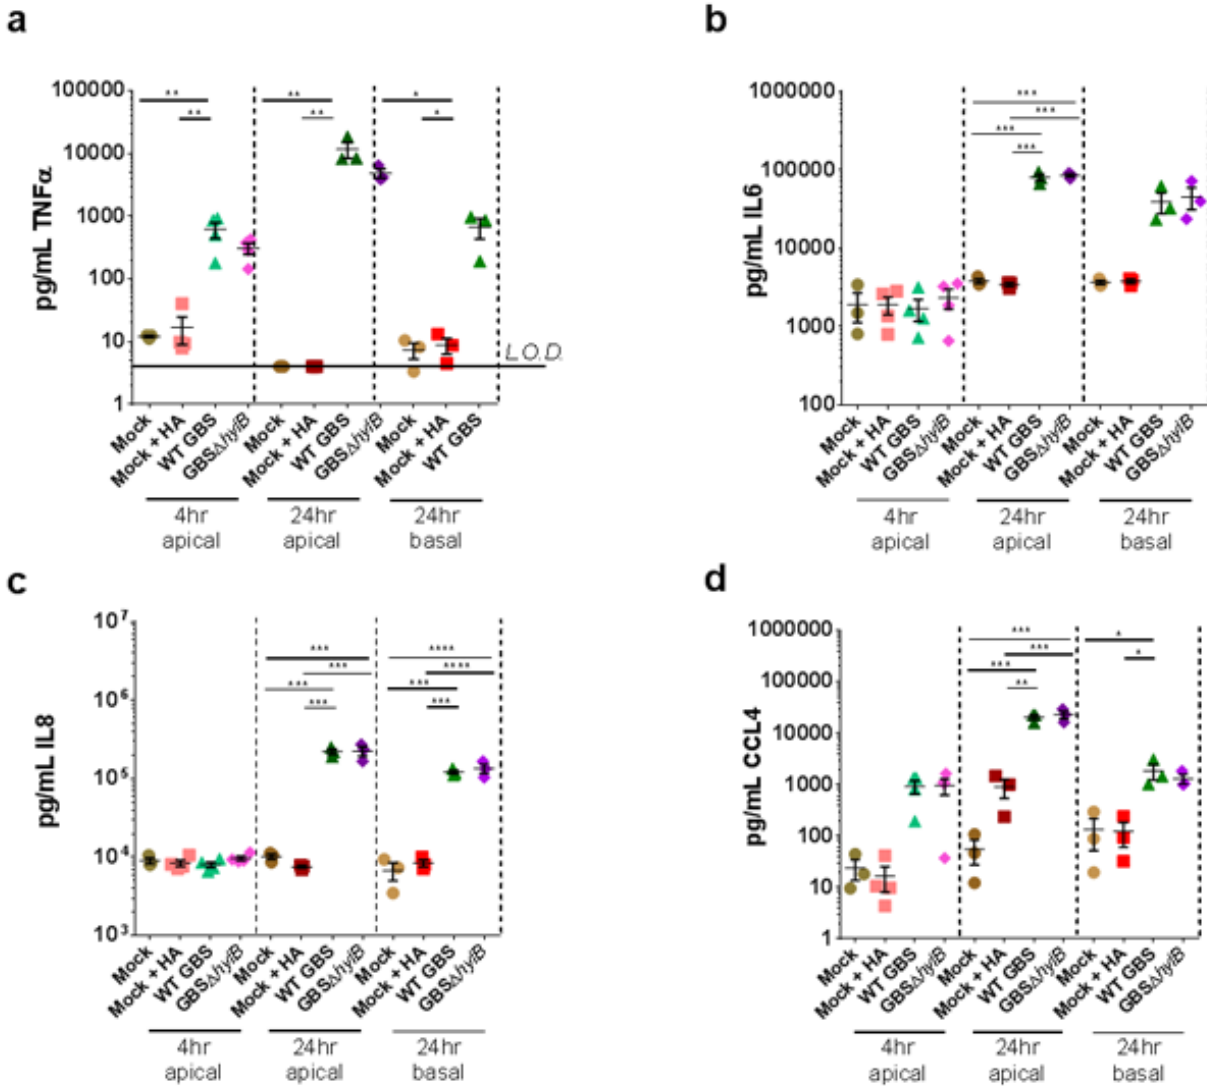 a
pg/mL TNFα
100000
10000
1000
100
10
1
** ** *
** ** *
L.O.D.
Mock
Mock + HA
WT GBS
GBSΔhylB
Mock
Mock + HA
WT GBS
GBSΔhylB
Mock
Mock + HA
WT GBS
4hr
apical
24hr
apical
24hr
basal
b
pg/mL IL6
1000000
100000
10000
1000
100
***
***
***
***
Mock
Mock + HA
WT GBS
GBSΔhylB
Mock
Mock + HA
WT GBS
GBSΔhylB
Mock
Mock + HA
WT GBS
GBSΔhylB
4hr
apical
24hr
apical
24hr
basal
c
pg/mL IL8
10⁷
10⁶
10⁵
10⁴
10³
*** ****
*** ****
*** ***
*** ***
Mock
Mock + HA
WT GBS
GBSΔhylB
Mock
Mock + HA
WT GBS
GBSΔhylB
Mock
Mock + HA
WT GBS
GBSΔhylB
4hr
apical
24hr
apical
24hr
basal
d
pg/mL CCL4
1000000
100000
10000
1000
100
10
1
*** *
*** *
***
**
Mock
Mock + HA
WT GBS
GBSΔhylB
Mock
Mock + HA
WT GBS
GBSΔhylB
Mock
Mock + HA
WT GBS
GBSΔhylB
4hr
apical
24hr
apical
24hr
basal